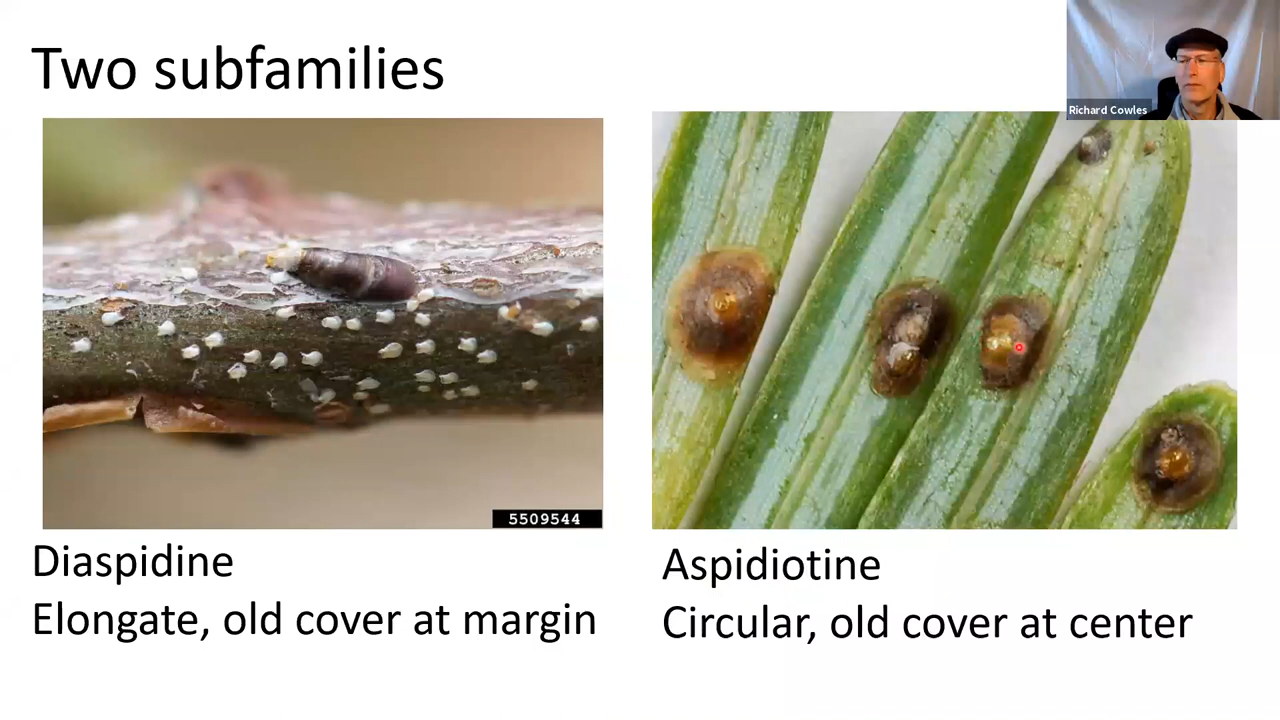 Two subfamilies
Richard Cowles
5509544
Diaspidine
Elongate, old cover at margin
Aspidiotine
Circular, old cover at center